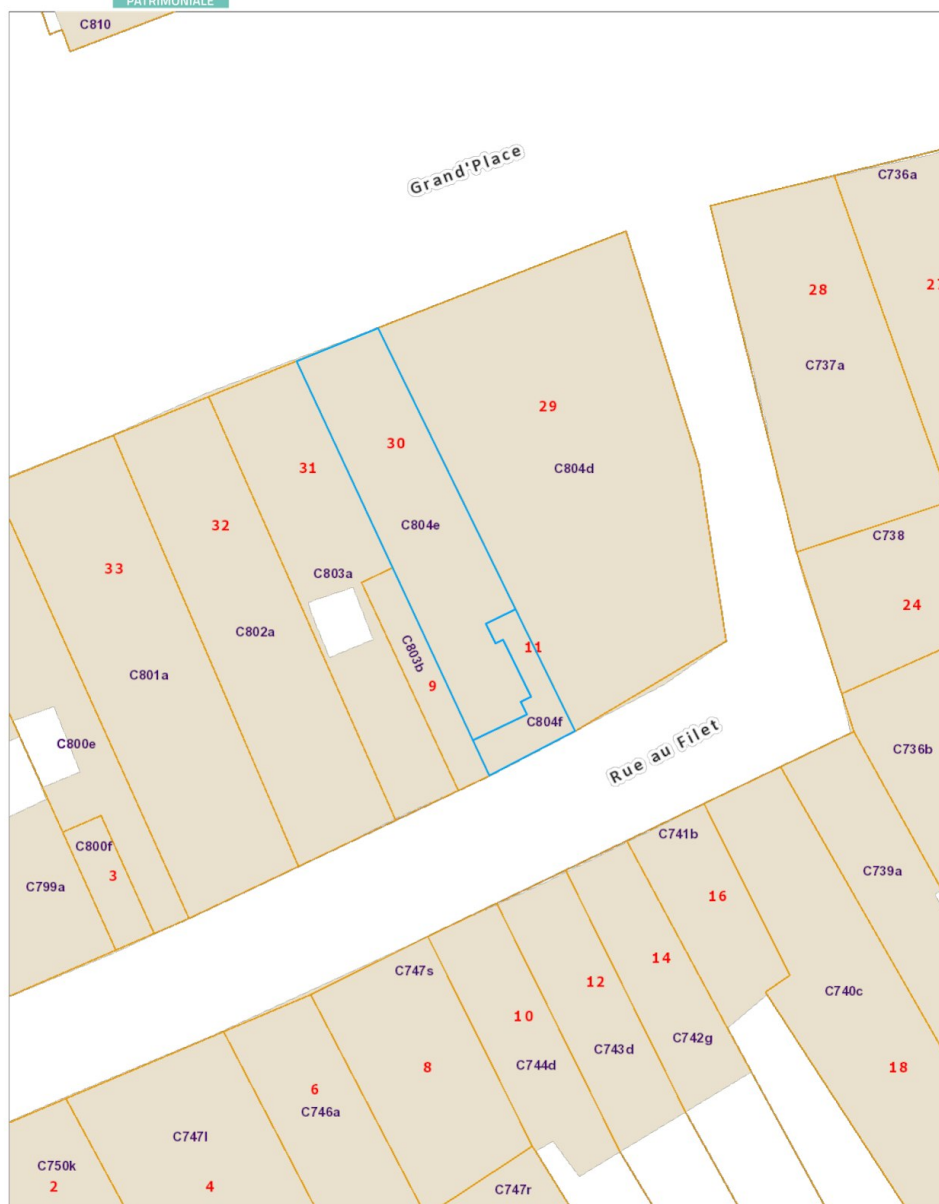 PATRIMONIALE
C810
Grand'Place
C736a
28
27
C737a
29
30
31
C804d
C804e
32
C738
33
C803a
24
C802a
C803b
11
C801a
9
C804f
C800e
Rue au Filet
C736b
C741b
C800f
C739a
3
C799a
16
14
C747s
12
C740c
10
C742g
C743d
C744d
8
18
6
C746a
C747l
C750k
2
4
C747r